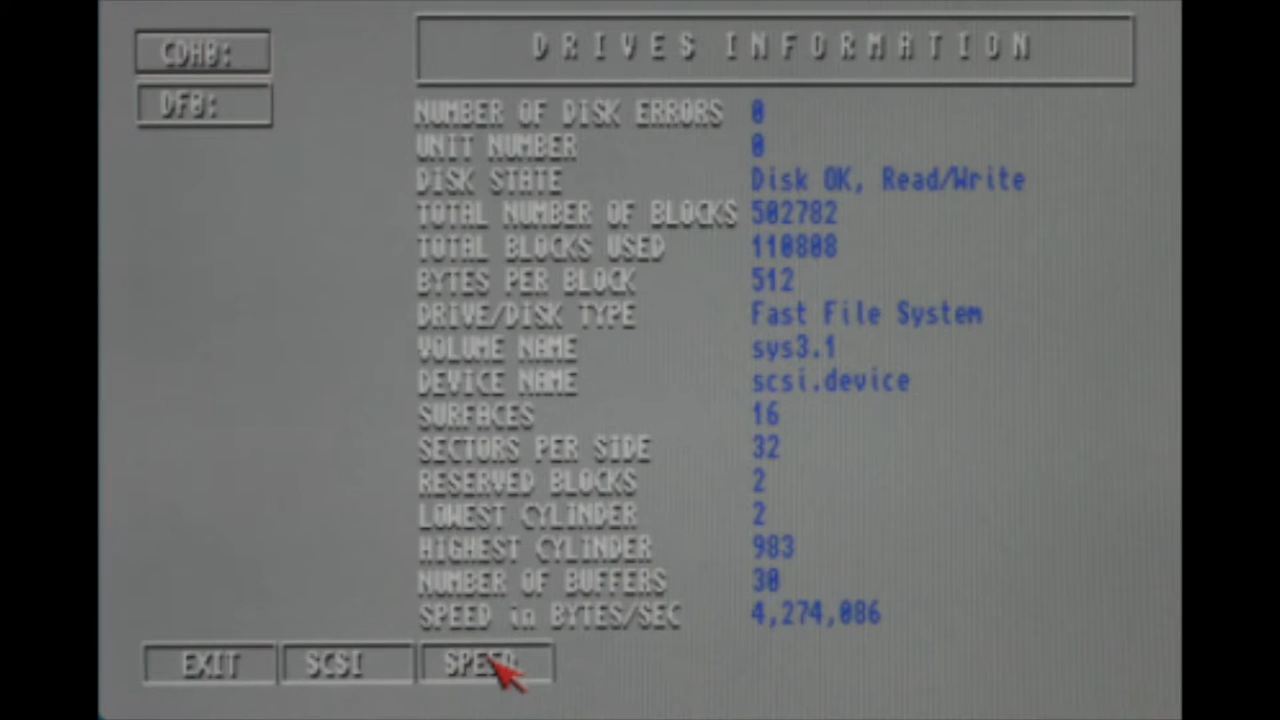 CDH0:
DF0:
DRIVES INFORMATION
NUMBER OF DISK ERRORS 0
UNIT NUMBER 0
DISK STATE Disk OK, Read/Write
TOTAL NUMBER OF BLOCKS 502782
TOTAL BLOCKS USED 110808
BYTES PER BLOCK 512
DRIVE/DISK TYPE Fast File System
VOLUME NAME sys3.1
DEVICE NAME scsi.device
SURFACES 16
SECTORS PER SIDE 32
RESERVED BLOCKS 2
LOWEST CYLINDER 2
HIGHEST CYLINDER 983
NUMBER OF BUFFERS 30
SPEED in BYTES/SEC 4,274,086
EXIT SCSI SPEED